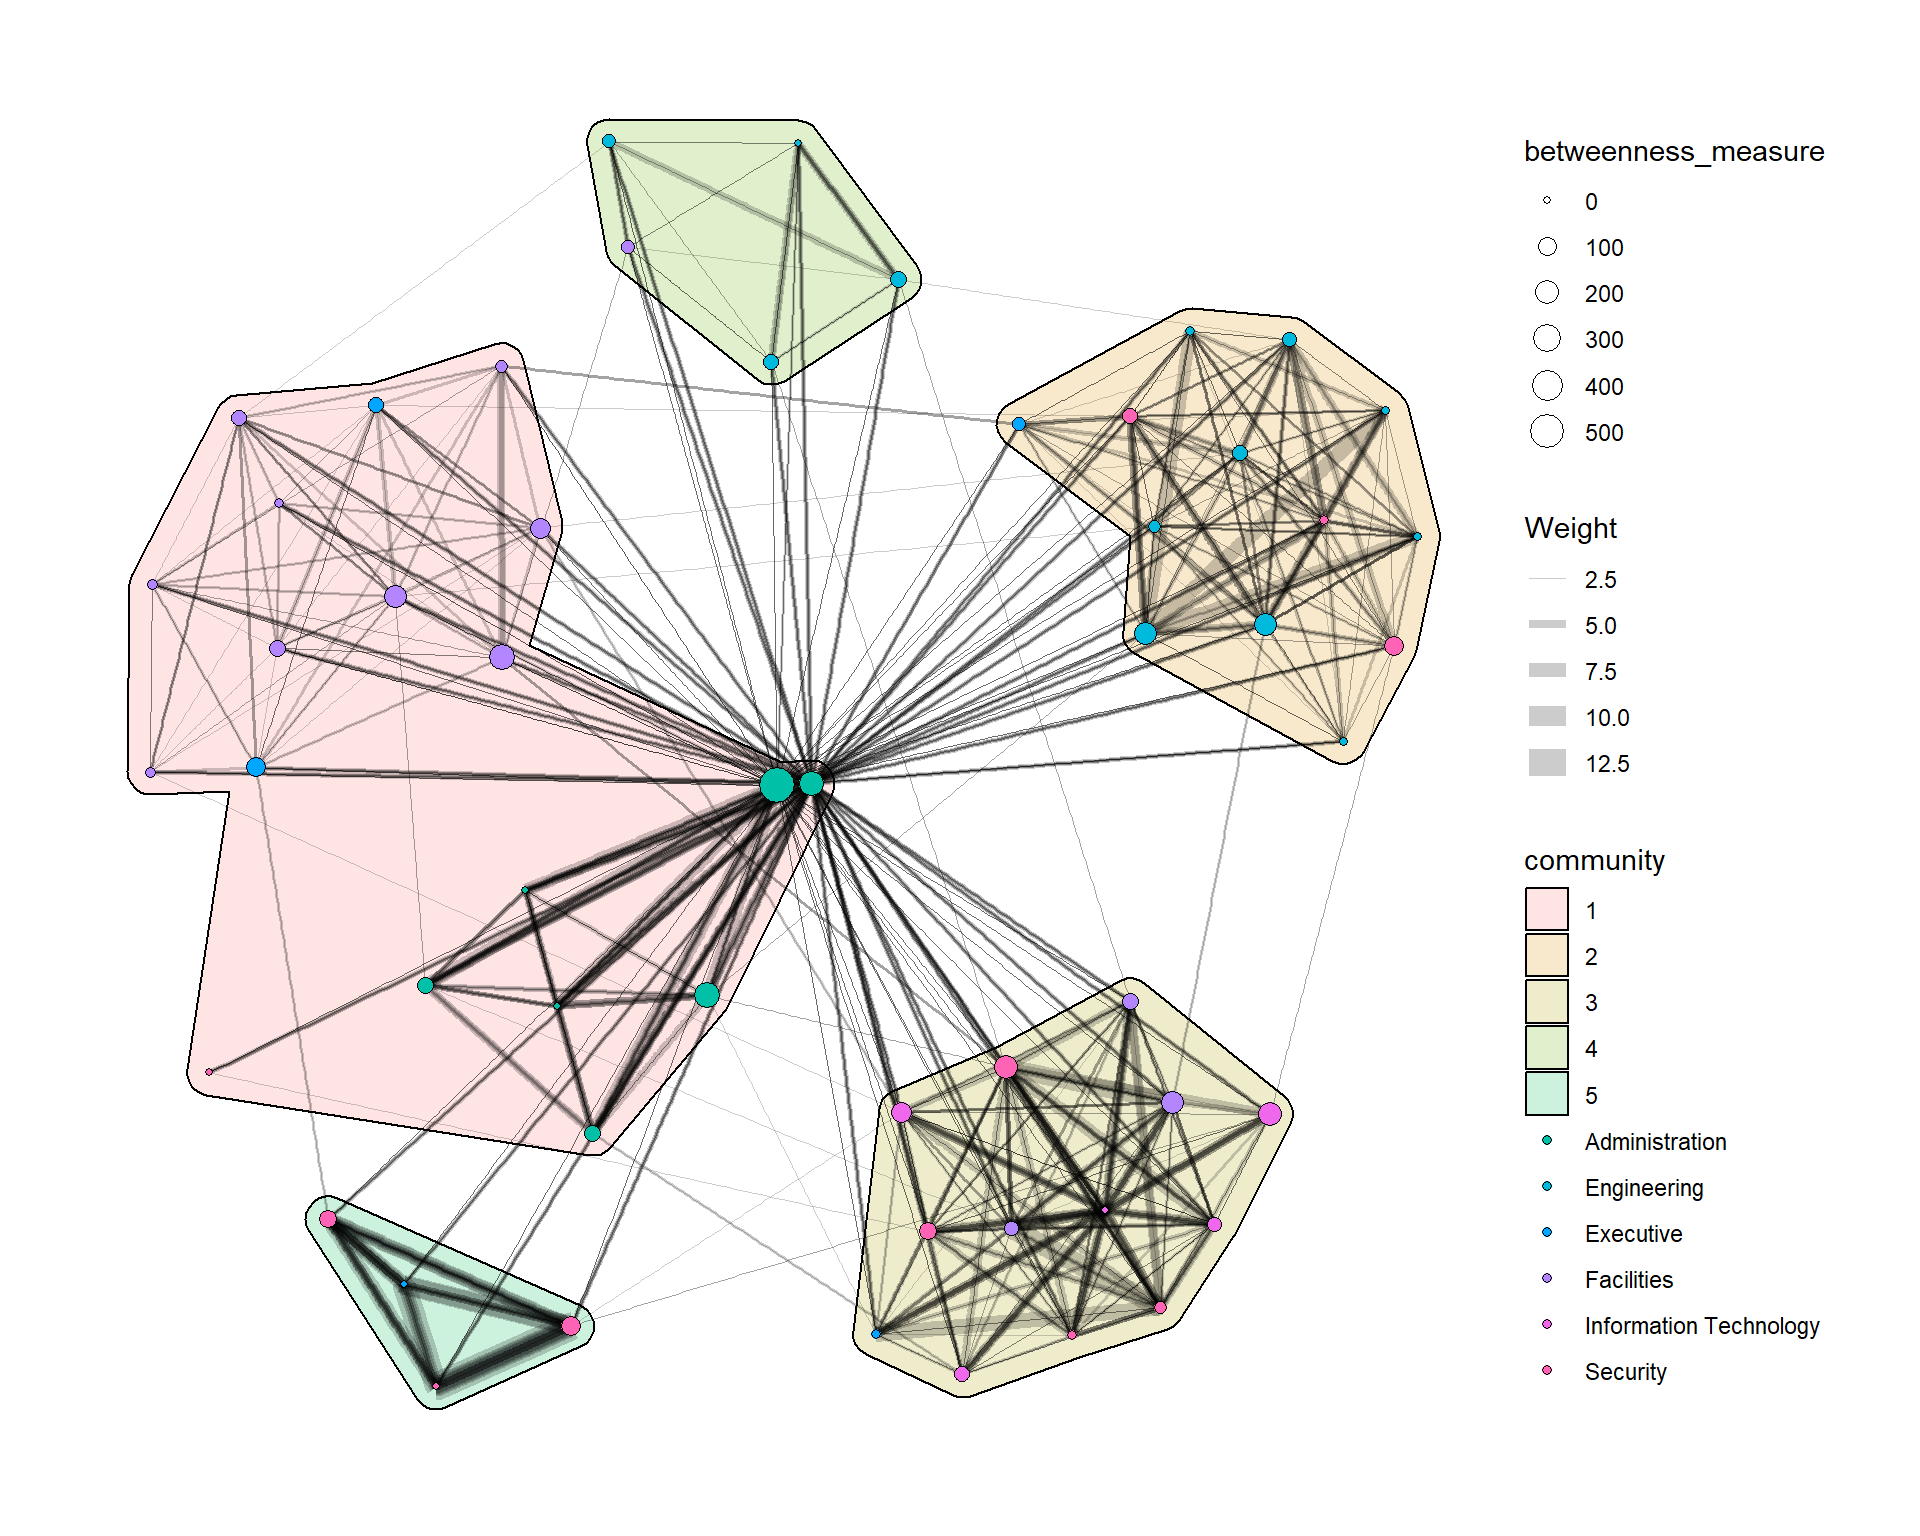 betweenness_measure
0
100
200
300
400
500
Weight
2.5
5.0
7.5
10.0
12.5
community
1
2
3
4
5
Administration
Engineering
Executive
Facilities
Information Technology
Security